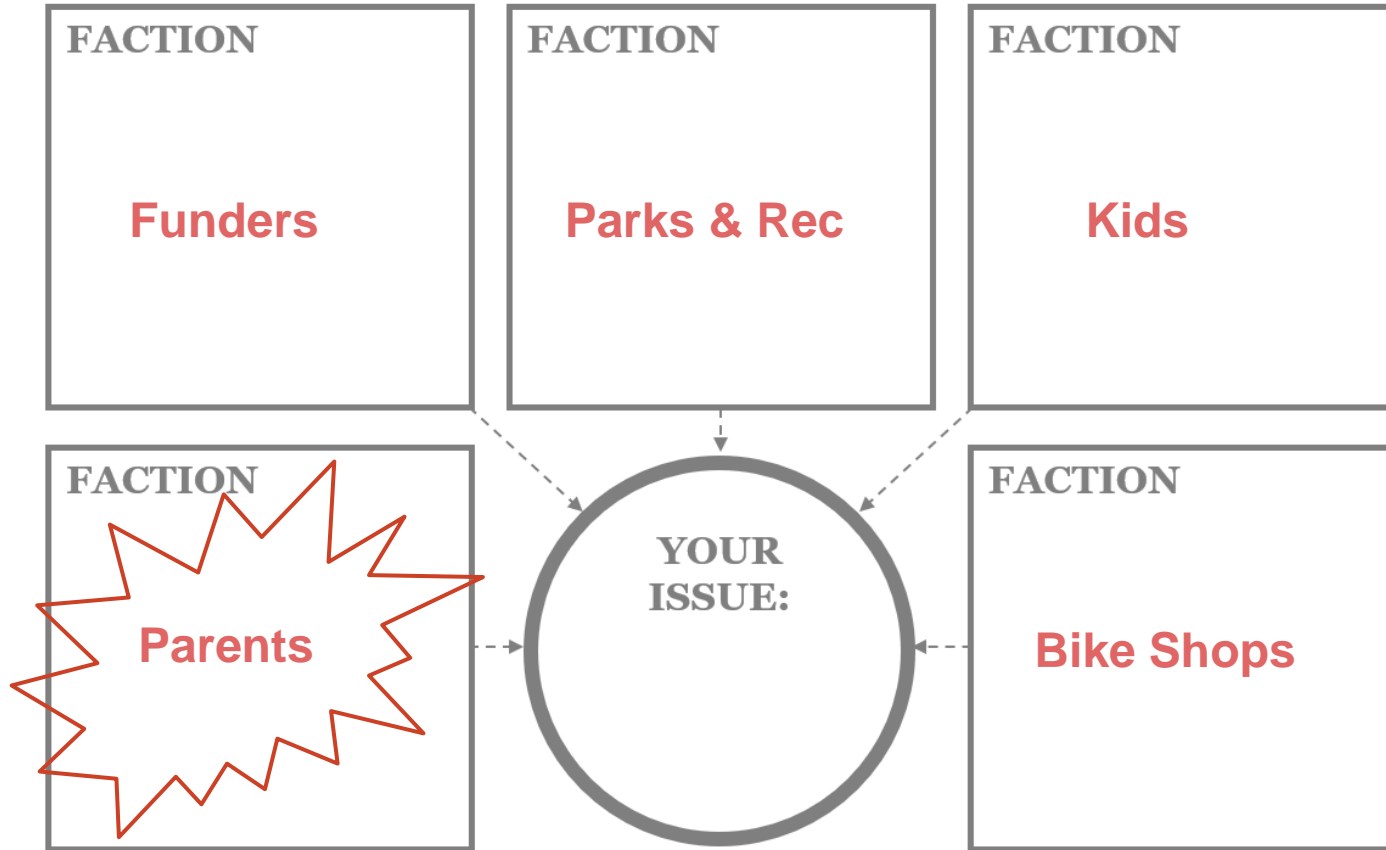 FACTION
Funders
FACTION
Parks & Rec
FACTION
Kids
FACTION
Parents
YOUR
ISSUE:
FACTION
Bike Shops